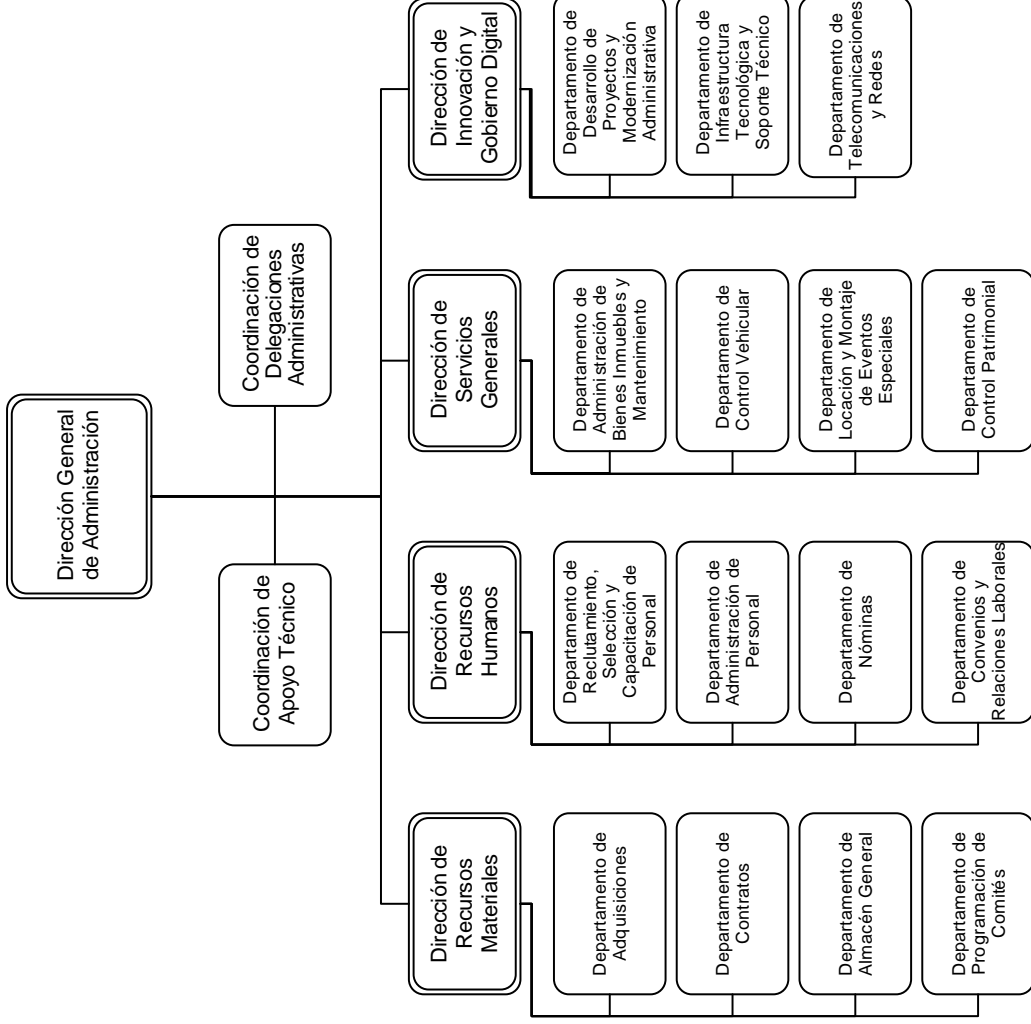 Dirección General
de Administración
Coordinación de
Apoyo Técnico
Coordinación de
Delegaciones
Administrativas
Dirección de
Recursos
Materiales
Departamento de
Adquisiciones
Departamento de
Contratos
Departamento de
Almacén General
Departamento de
Programación de
Comités
Dirección de
Recursos
Humanos
Departamento de
Reclutamiento,
Selección y
Capacitación de
Personal
Departamento de
Administración de
Personal
Departamento de
Nóminas
Departamento de
Convenios y
Relaciones Laborales
Dirección de
Servicios
Generales
Departamento de
Administración de
Bienes Inmuebles y
Mantenimiento
Departamento de
Control Vehicular
Departamento de
Locación y Montaje
de Eventos
Especiales
Departamento de
Control Patrimonial
Dirección de
Innovación y
Gobierno Digital
Departamento de
Desarrollo de
Proyectos y
Modernización
Administrativa
Departamento de
Infraestructura
Tecnológica y
Soporte Técnico
Departamento de
Telecomunicaciones
y Redes